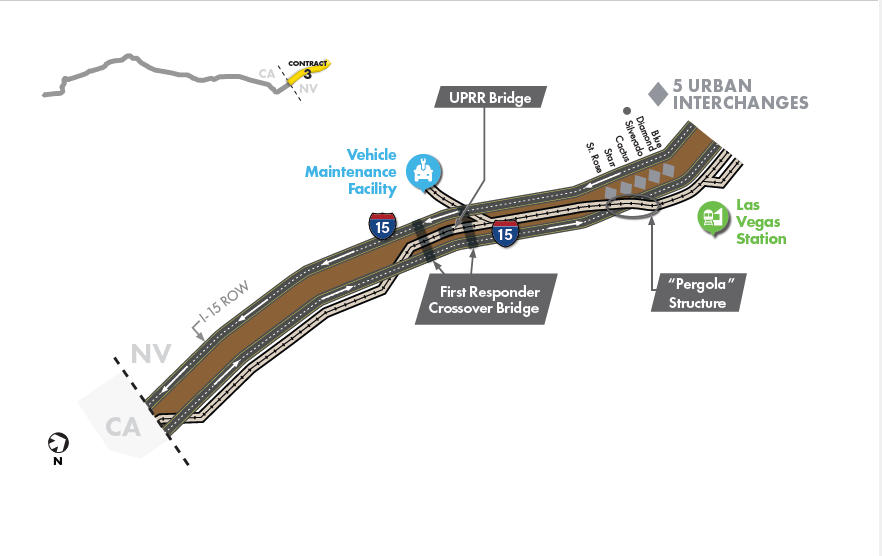 CONTRACT
3
CA
NV
UPRR Bridge
5 URBAN
INTERCHANGES
Blue
Diamond
Silverado
Cactus
Starr
St. Rose
Vehicle
Maintenance
Facility
15
15
Las
Vegas
Station
First Responder
Crossover Bridge
"Pergola"
Structure
I-15 ROW
NV
CA
N